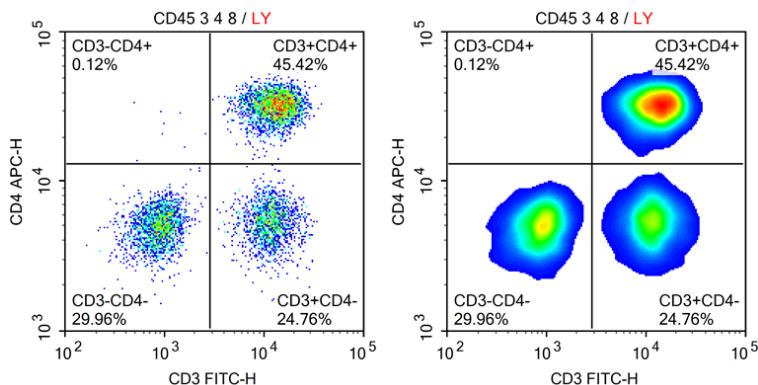 CD45 3 4 8 / LY
10^5
CD3-CD4+
0.12%
CD3+CD4+
45.42%
CD4 APC-H
10^4
CD3-CD4-
29.96%
CD3+CD4-
24.76%
10^3
10^2
10^3
10^4
10^5
CD3 FITC-H
CD45 3 4 8 / LY
10^5
CD3-CD4+
0.12%
CD3+CD4+
45.42%
CD4 APC-H
10^4
CD3-CD4-
29.96%
CD3+CD4-
24.76%
10^3
10^2
10^3
10^4
10^5
CD3 FITC-H